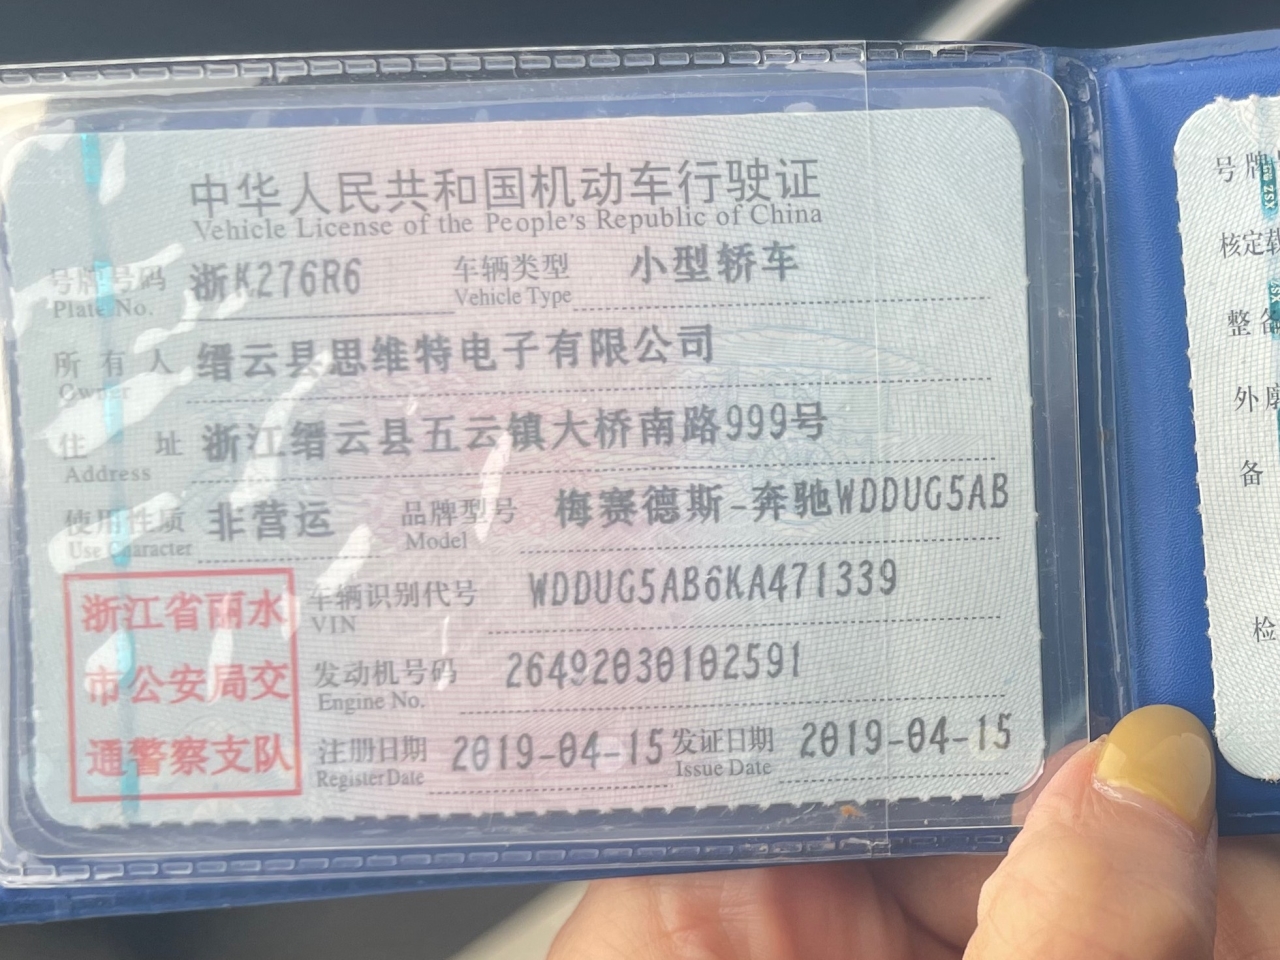 中华人民共和国机动车行驶证
Vehicle License of the People's Republic of China
号牌号码 浙K276R6 车辆类型 小型轿车
Plate No. Vehicle Type
所有人 缙云县思维特电子有限公司
Owner
住址 浙江缙云县五云镇大桥南路999号
Address
使用性质 非营运 品牌型号 梅赛德斯-奔驰WDDUG5AB
Use Character Model
浙江省丽水
市公安局交
通警察支队
车辆识别代号 WDDUG5AB6KA471339
VIN
发动机号码 26492030102591
Engine No.
注册日期 2019-04-15 发证日期 2019-04-15
Register Date Issue Date
号牌
核定载
整备
外廓
备
检